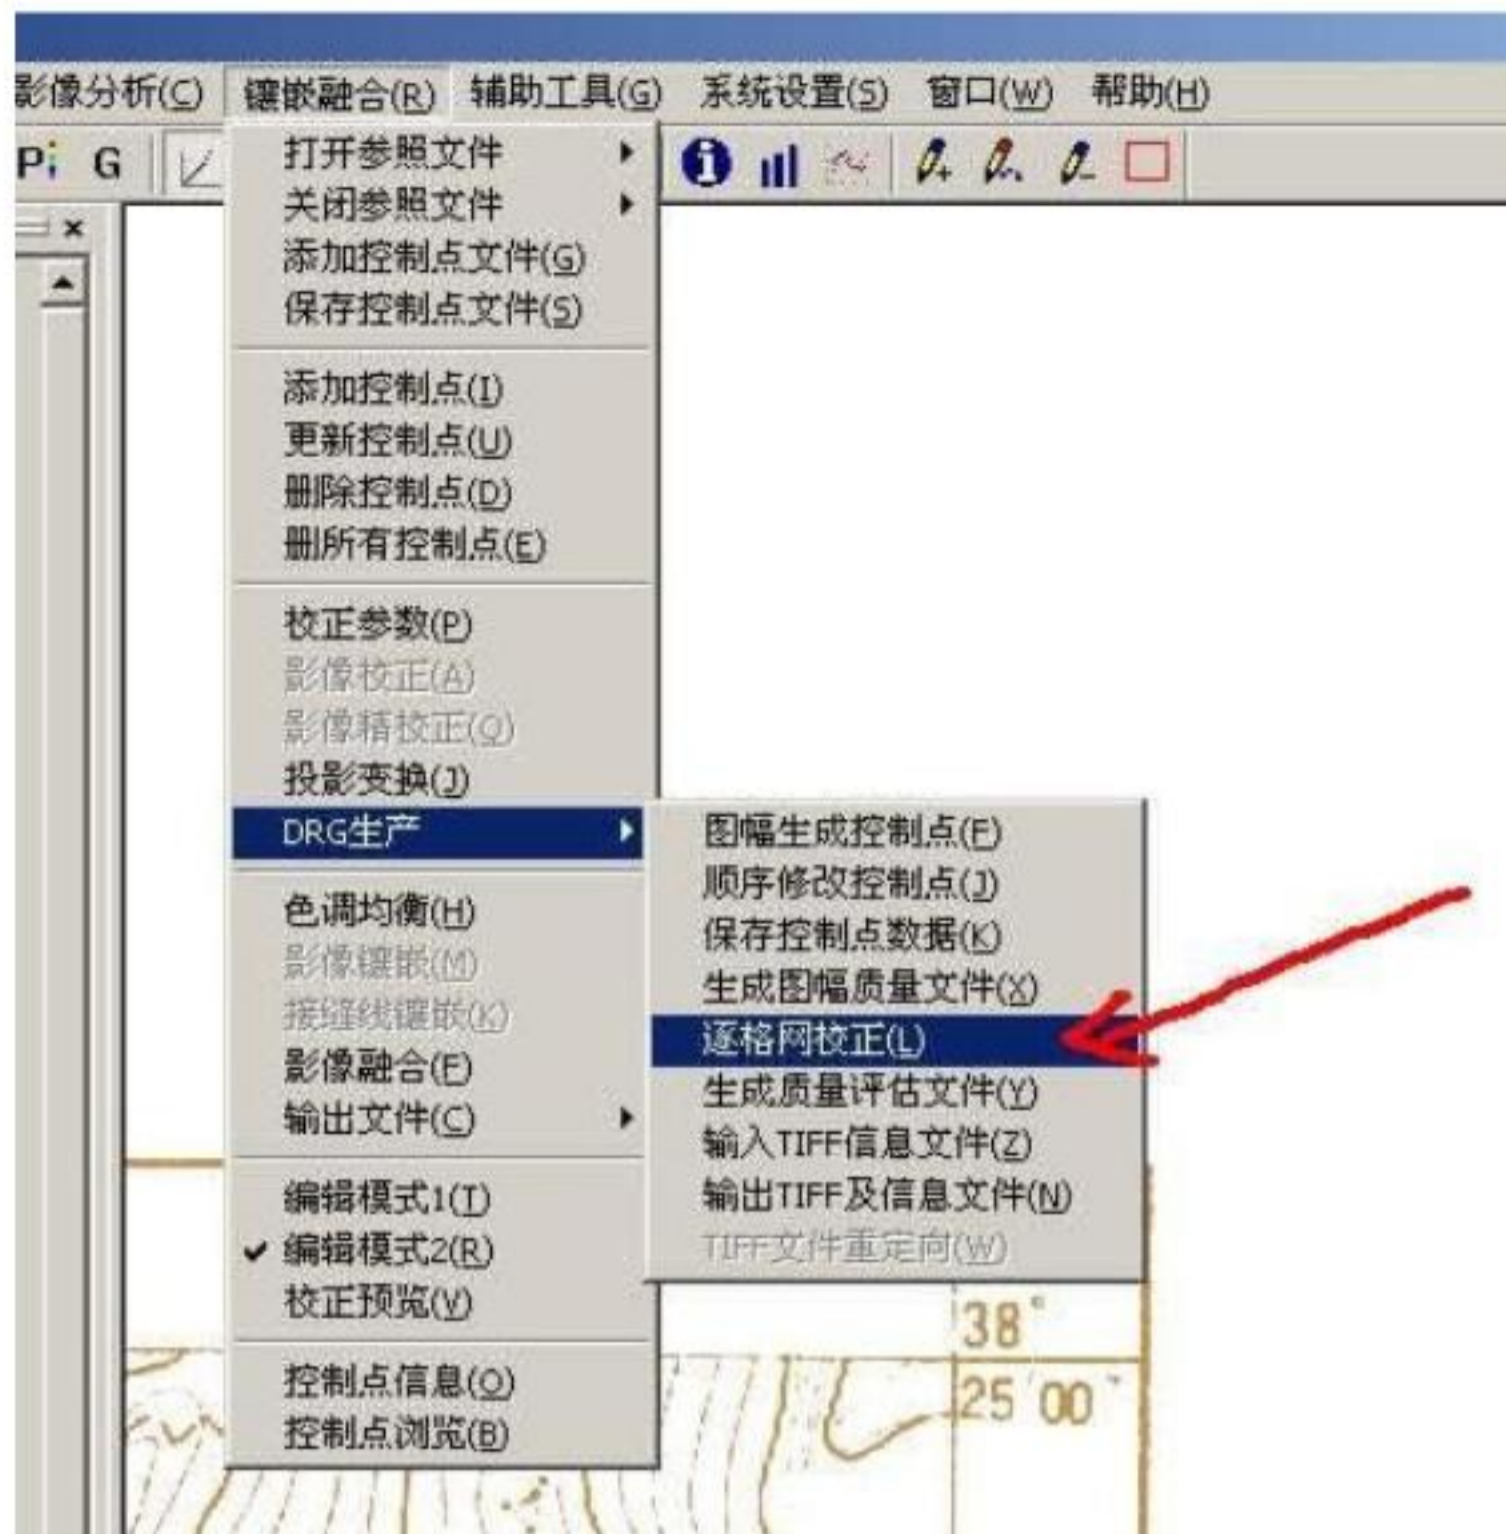 影像分析(C) 镶嵌融合(R) 辅助工具(G) 系统设置(S) 窗口(W) 帮助(H)
Pi G
打开参照文件
关闭参照文件
添加控制点文件(G)
保存控制点文件(S)
添加控制点(I)
更新控制点(U)
删除控制点(D)
删所有控制点(E)
校正参数(P)
影像校正(A)
影像精校正(Q)
投影变换(J)
DRG生产
色调均衡(H)
影像镶嵌(M)
接缝线镶嵌(K)
影像融合(F)
输出文件(C)
编辑模式1(T)
编辑模式2(R)
校正预览(V)
控制点信息(O)
控制点浏览(B)
图幅生成控制点(F)
顺序修改控制点(J)
保存控制点数据(K)
生成图幅质量文件(X)
逐格网校正(L)
生成质量评估文件(Y)
输入TIFF信息文件(Z)
输出TIFF及信息文件(N)
TIFF文件重定向(W)
38°
25′00″